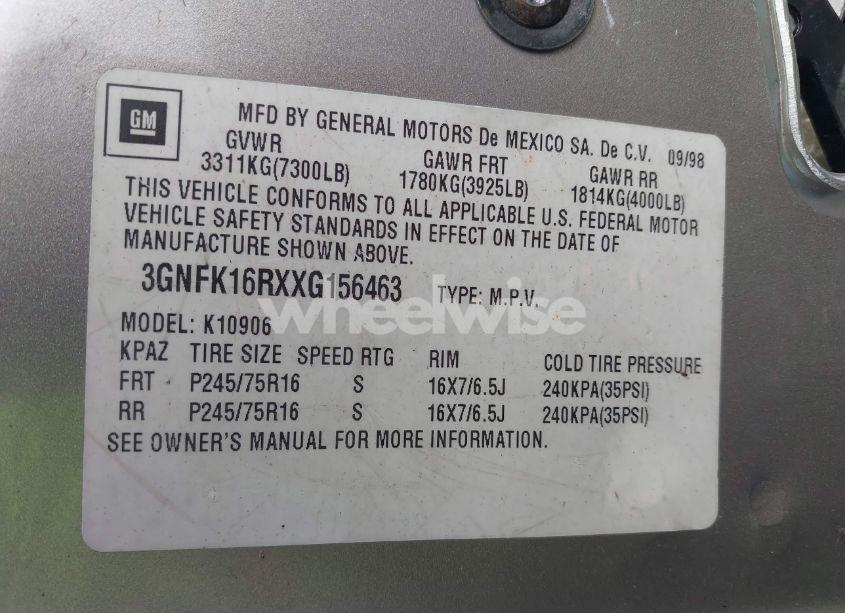 GM
MFD BY GENERAL MOTORS De MEXICO SA. De C.V. 09/98
GVWR GAWR FRT GAWR RR
3311KG(7300LB) 1780KG(3925LB) 1814KG(4000LB)
THIS VEHICLE CONFORMS TO ALL APPLICABLE U.S. FEDERAL MOTOR
VEHICLE SAFETY STANDARDS IN EFFECT ON THE DATE OF
MANUFACTURE SHOWN ABOVE.
3GNFK16RXXG156463 TYPE: M.P.V.
wheelwise
MODEL: K10906
KPAZ TIRE SIZE SPEED RTG RIM COLD TIRE PRESSURE
FRT P245/75R16 S 16X7/6.5J 240KPA(35PSI)
RR P245/75R16 S 16X7/6.5J 240KPA(35PSI)
SEE OWNER'S MANUAL FOR MORE INFORMATION.